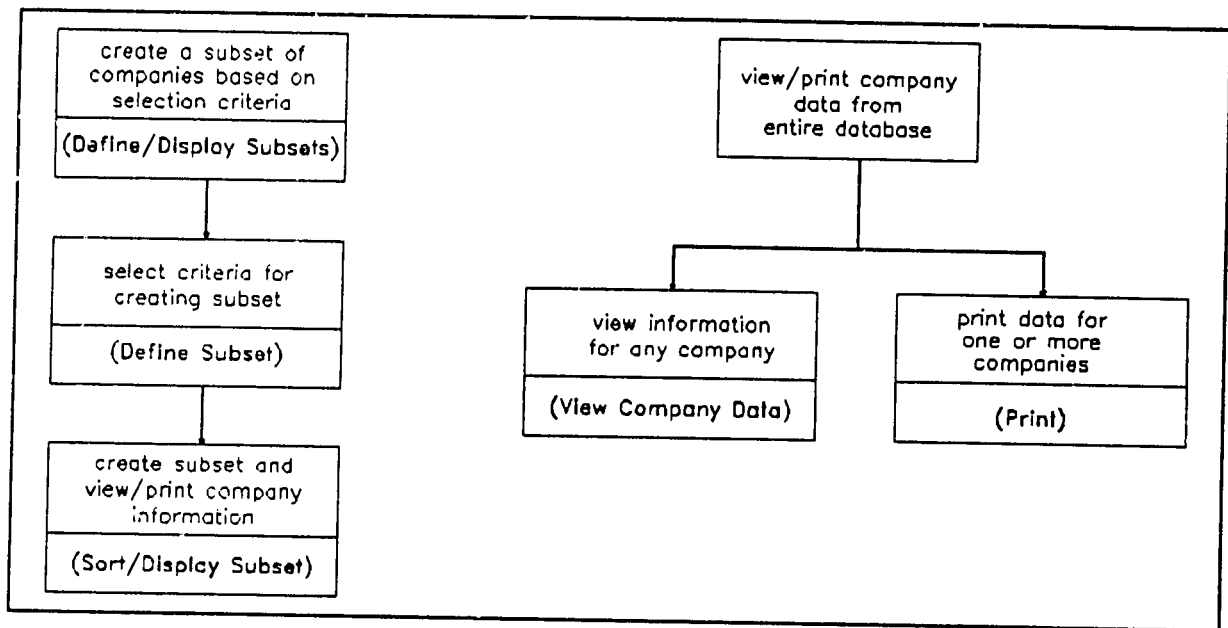 create a subset of
companies based on
selection criteria
(Define/Display Subsets)
select criteria for
creating subset
(Define Subset)
create subset and
view/print company
information
(Sort/Display Subset)
view/print company
data from
entire database
view information
for any company
(View Company Data)
print data for
one or more
companies
(Print)